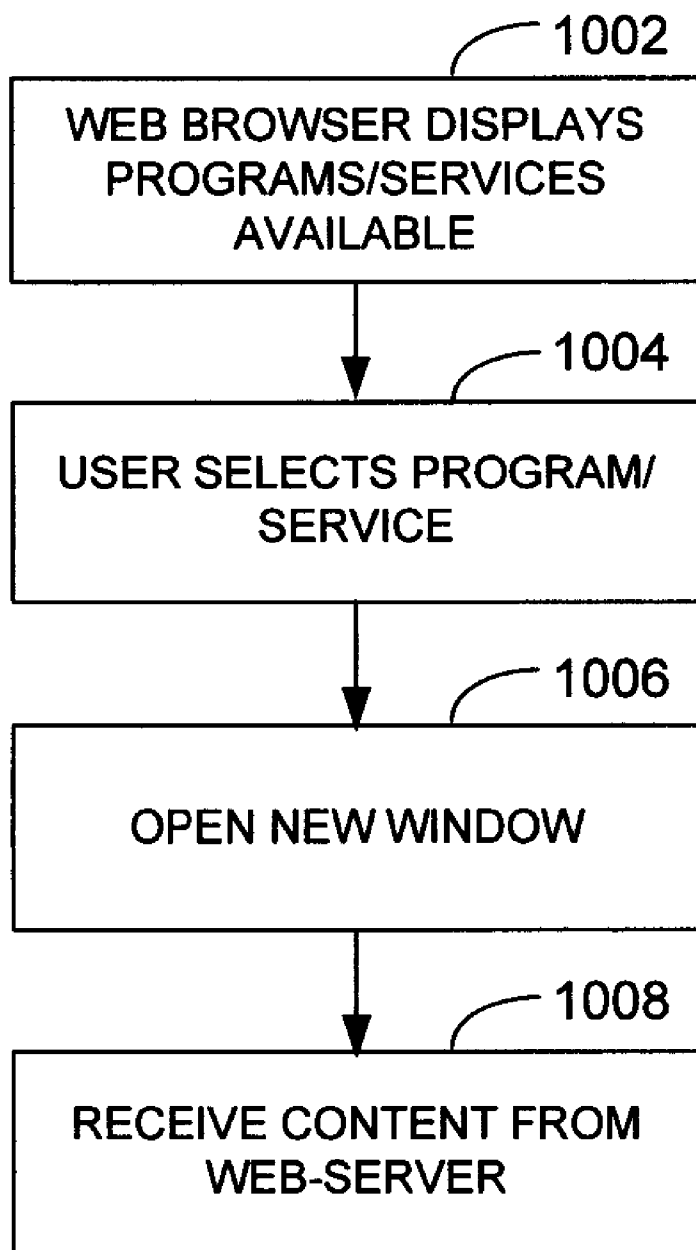 1002
WEB BROWSER DISPLAYS
PROGRAMS/SERVICES
AVAILABLE
1004
USER SELECTS PROGRAM/
SERVICE
1006
OPEN NEW WINDOW
1008
RECEIVE CONTENT FROM
WEB-SERVER